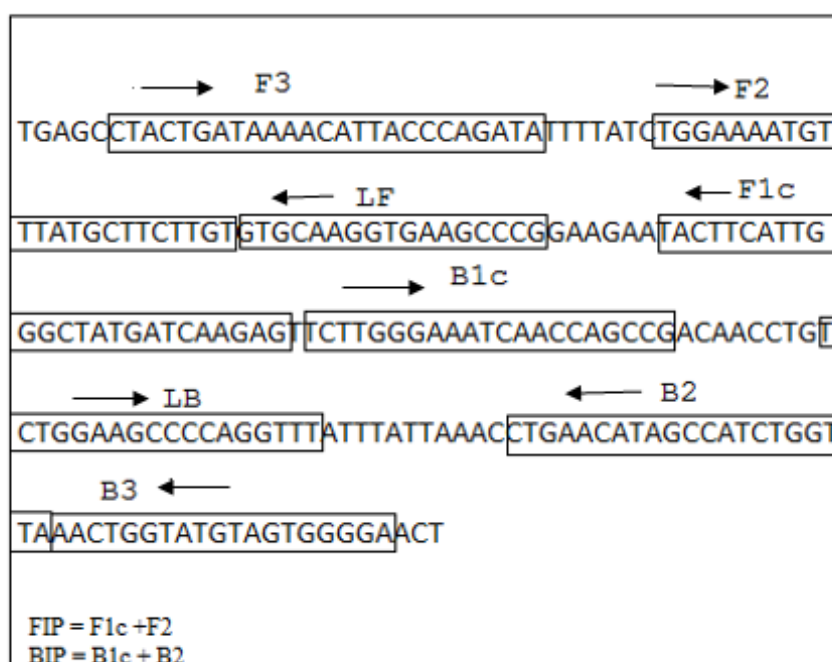 F3 F2
TGAGCCTACTGATAAAACATTACCCAGATATTTTATCTGGAAAATGT
LF F1c
TTATGCTTCTTGTGTGCAAGGTGAAGCCCGGAAGAATACTTCATTG
B1c
GGCTATGATCAAGAGTTCTTGGGAAATCAACCAGCCGACAACCTGT
LB B2
CTGGAAGCCCCAGGTTTATTTATTAAACCTGAACATAGCCATCTGGT
B3
TAAACTGGTATGTAGTGGGGAACT
FIP = F1c +F2
BIP = B1c + B2